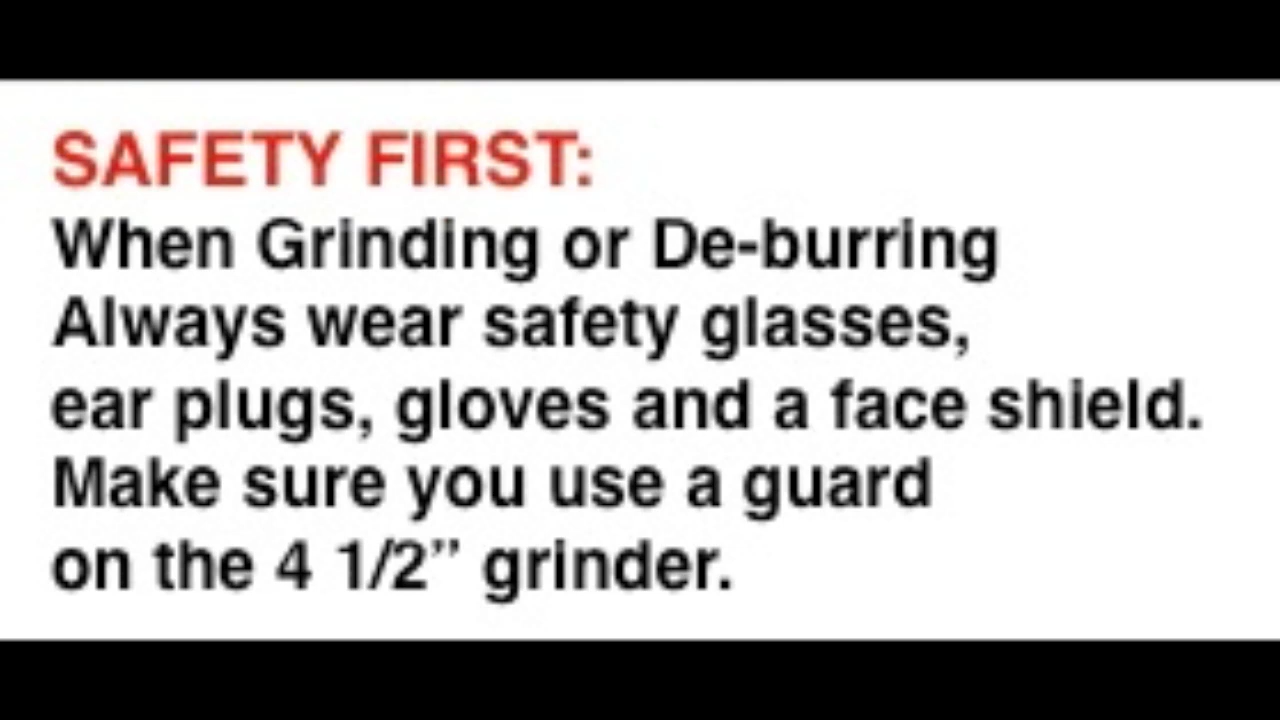 SAFETY FIRST:
When Grinding or De-burring
Always wear safety glasses,
ear plugs, gloves and a face shield.
Make sure you use a guard
on the 4 1/2” grinder.